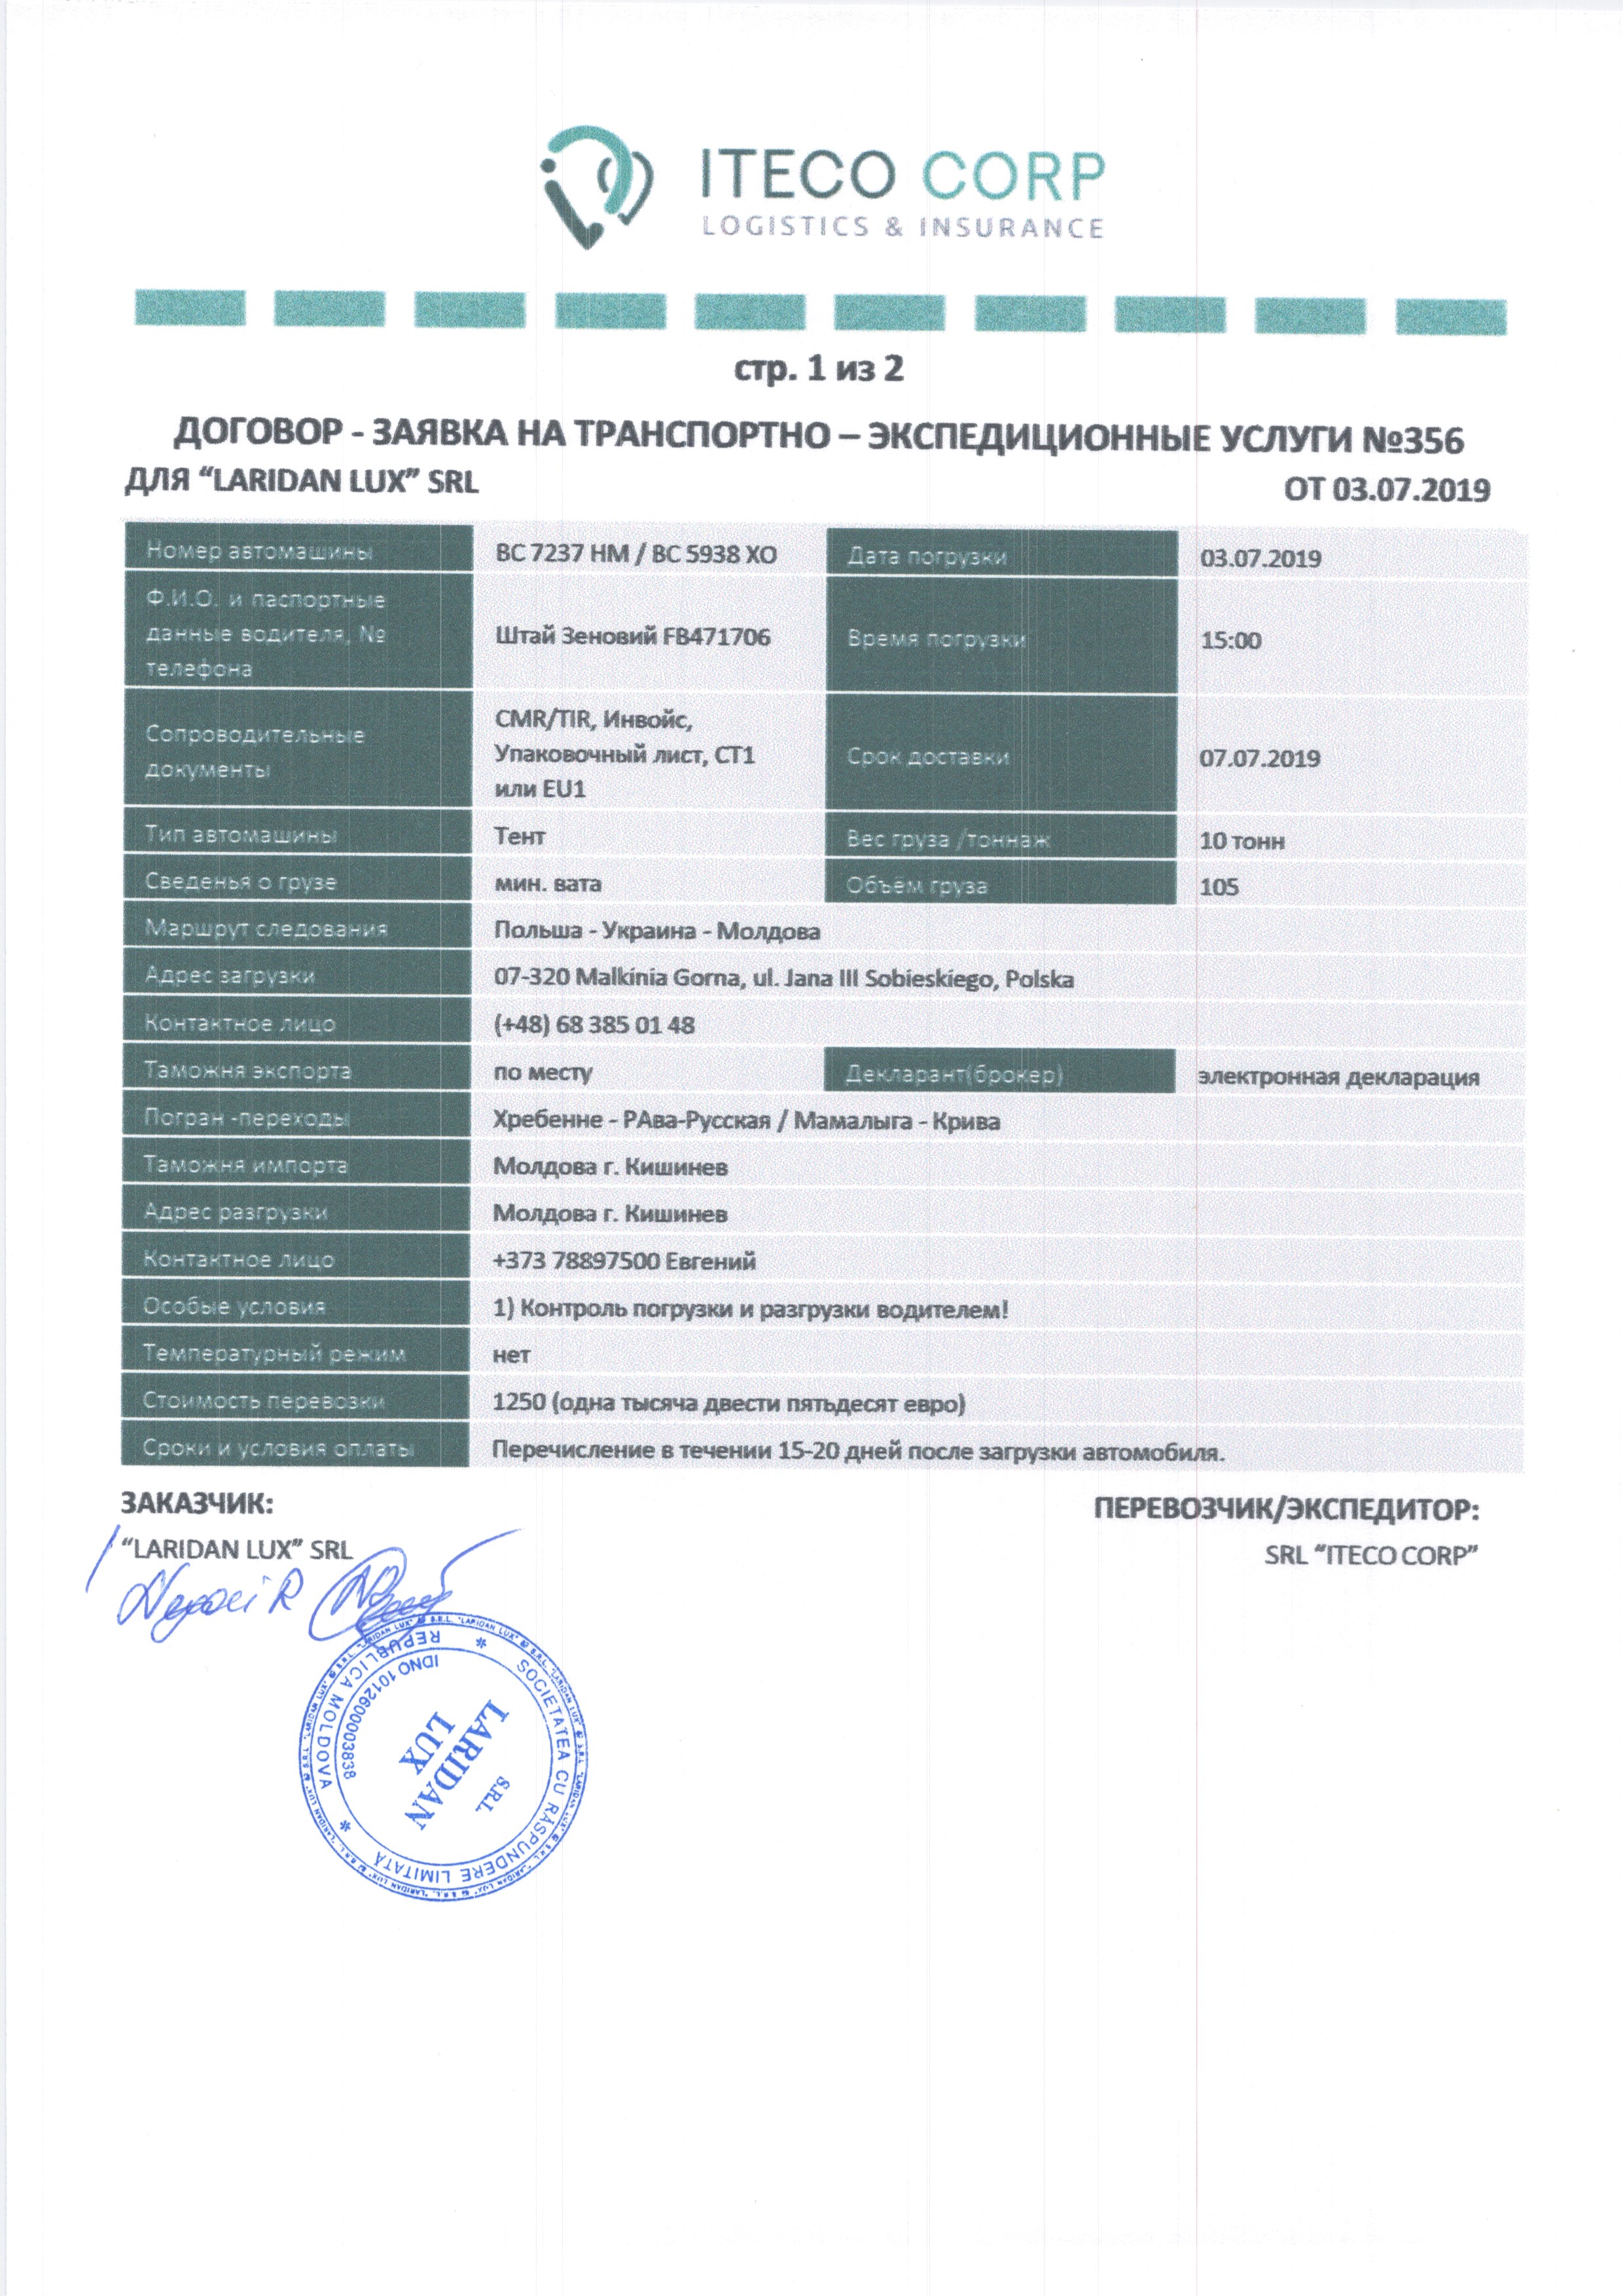 ITECO CORP
LOGISTICS & INSURANCE
стр. 1 из 2
ДОГОВОР - ЗАЯВКА НА ТРАНСПОРТНО – ЭКСПЕДИЦИОННЫЕ УСЛУГИ №356
ДЛЯ “LARIDAN LUX” SRL ОТ 03.07.2019
Номер автомашины ВС 7237 НМ / ВС 5938 ХО Дата погрузки 03.07.2019
Ф.И.О. и паспортные
данные водителя, №
телефона
Штай Зеновий FB471706 Время погрузки 15:00
Сопроводительные
документы
CMR/TIR, Инвойс,
Упаковочный лист, СТ1
или EU1
Срок доставки 07.07.2019
Тип автомашины Тент Вес груза /тоннаж 10 тонн
Сведенья о грузе мин. вата Объём груза 105
Маршрут следования Польша - Украина - Молдова
Адрес загрузки 07-320 Malkinia Gorna, ul. Jana III Sobieskiego, Polska
Контактное лицо (+48) 68 385 01 48
Таможня экспорта по месту Декларант(брокер) электронная декларация
Погран -переходы Хребенне - РАва-Русская / Мамалыга - Крива
Таможня импорта Молдова г. Кишинев
Адрес разгрузки Молдова г. Кишинев
Контактное лицо +373 78897500 Евгений
Особые условия 1) Контроль погрузки и разгрузки водителем!
Температурный режим нет
Стоимость перевозки 1250 (одна тысяча двести пятьдесят евро)
Сроки и условия оплаты Перечисление в течении 15-20 дней после загрузки автомобиля.
ЗАКАЗЧИК: ПЕРЕВОЗЧИК/ЭКСПЕДИТОР:
“LARIDAN LUX” SRL SRL “ITECO CORP”
REPUBLICA MOLDOVA * SOCIETATEA CU RĂSPUNDERE LIMITATĂ *
IDNO 1012600003838
S.R.L.
LARIDAN
LUX